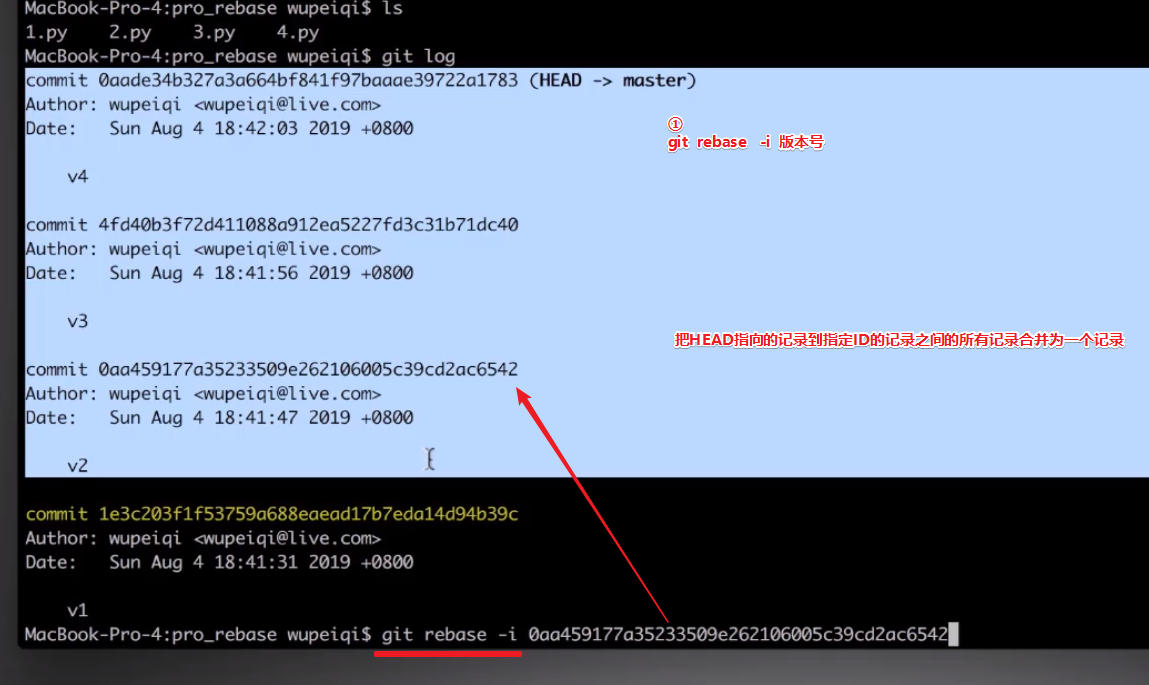 MacBook-Pro-4:pro_rebase wupeiqi$ ls
1.py    2.py    3.py    4.py
MacBook-Pro-4:pro_rebase wupeiqi$ git log
commit 0aade34b327a3a664bf841f97baaae39722a1783 (HEAD -> master)
Author: wupeiqi <wupeiqi@live.com>
Date:   Sun Aug 4 18:42:03 2019 +0800
①
git rebase -i 版本号
v4
commit 4fd40b3f72d411088a912ea5227fd3c31b71dc40
Author: wupeiqi <wupeiqi@live.com>
Date:   Sun Aug 4 18:41:56 2019 +0800
v3
把HEAD指向的记录到指定ID的记录之间的所有记录合并为一个记录
commit 0aa459177a35233509e262106005c39cd2ac6542
Author: wupeiqi <wupeiqi@live.com>
Date:   Sun Aug 4 18:41:47 2019 +0800
v2
commit 1e3c203f1f53759a688eaead17b7eda14d94b39c
Author: wupeiqi <wupeiqi@live.com>
Date:   Sun Aug 4 18:41:31 2019 +0800
v1
MacBook-Pro-4:pro_rebase wupeiqi$ git rebase -i 0aa459177a35233509e262106005c39cd2ac6542